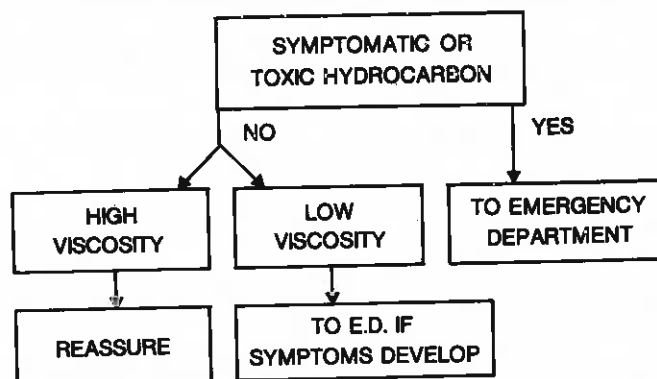 SYMPTOMATIC OR
TOXIC HYDROCARBON
NO
YES
HIGH
VISCOSITY
LOW
VISCOSITY
TO EMERGENCY
DEPARTMENT
REASSURE
TO E.D. IF
SYMPTOMS DEVELOP